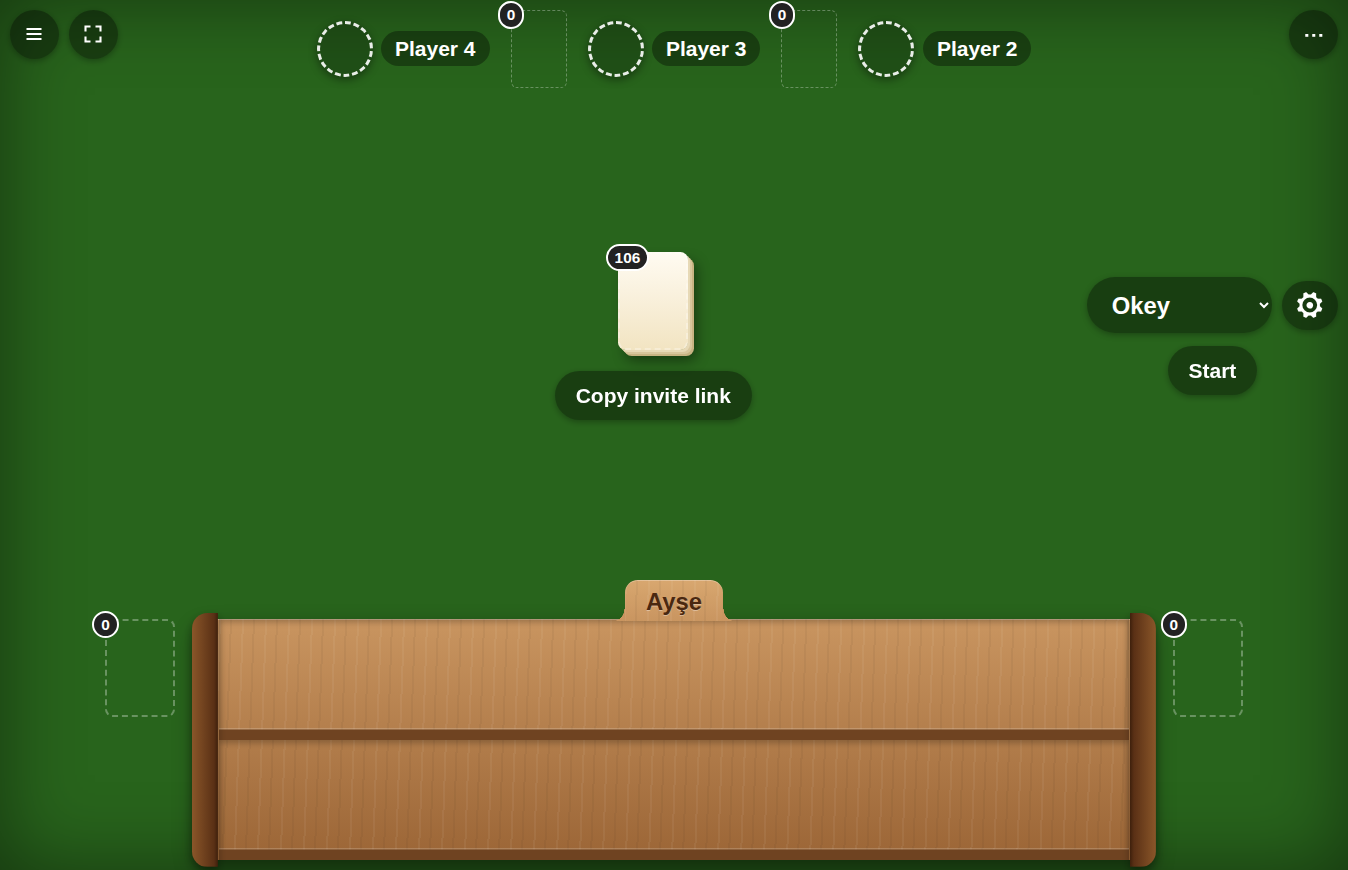 0
0
Player 4
Player 3
Player 2
...
106
Okey
Start
Copy invite link
Ayşe
0
0